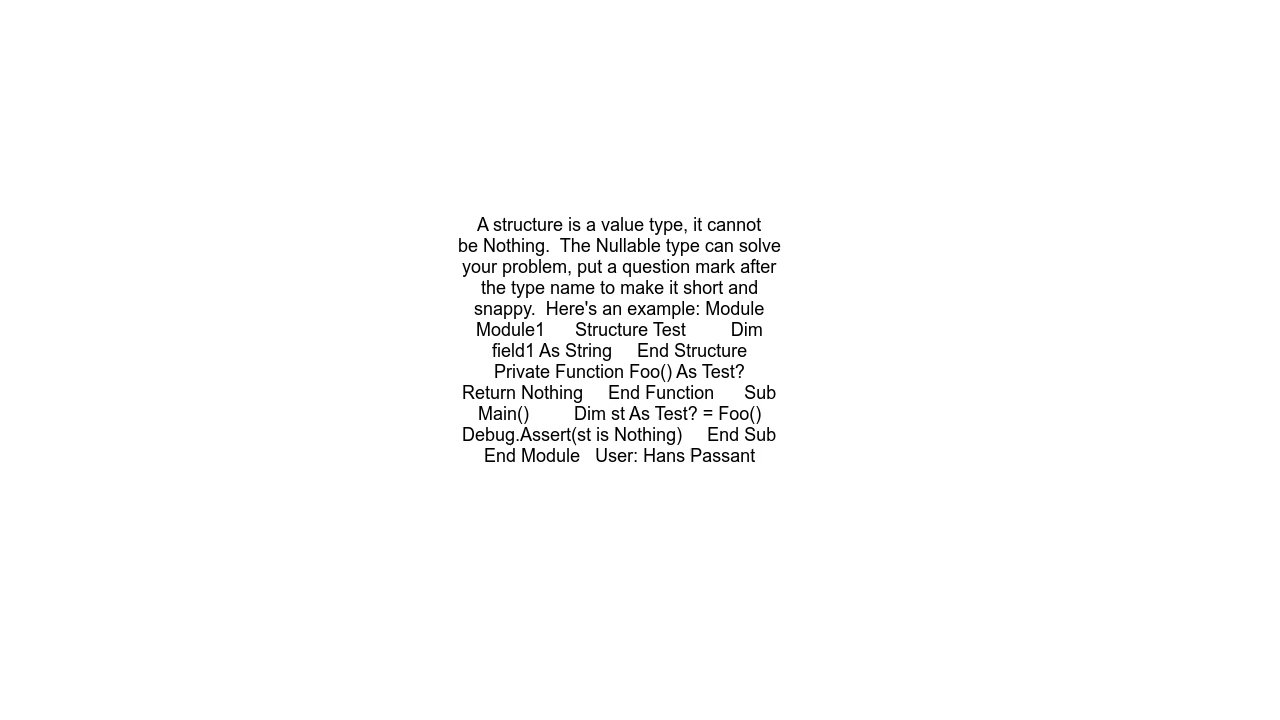 A structure is a value type, it cannot
be Nothing.  The Nullable type can solve
your problem, put a question mark after
the type name to make it short and
snappy.  Here's an example: Module
Module1      Structure Test         Dim
field1 As String     End Structure
Private Function Foo() As Test?
Return Nothing     End Function      Sub
Main()         Dim st As Test? = Foo()
Debug.Assert(st is Nothing)     End Sub
End Module   User: Hans Passant